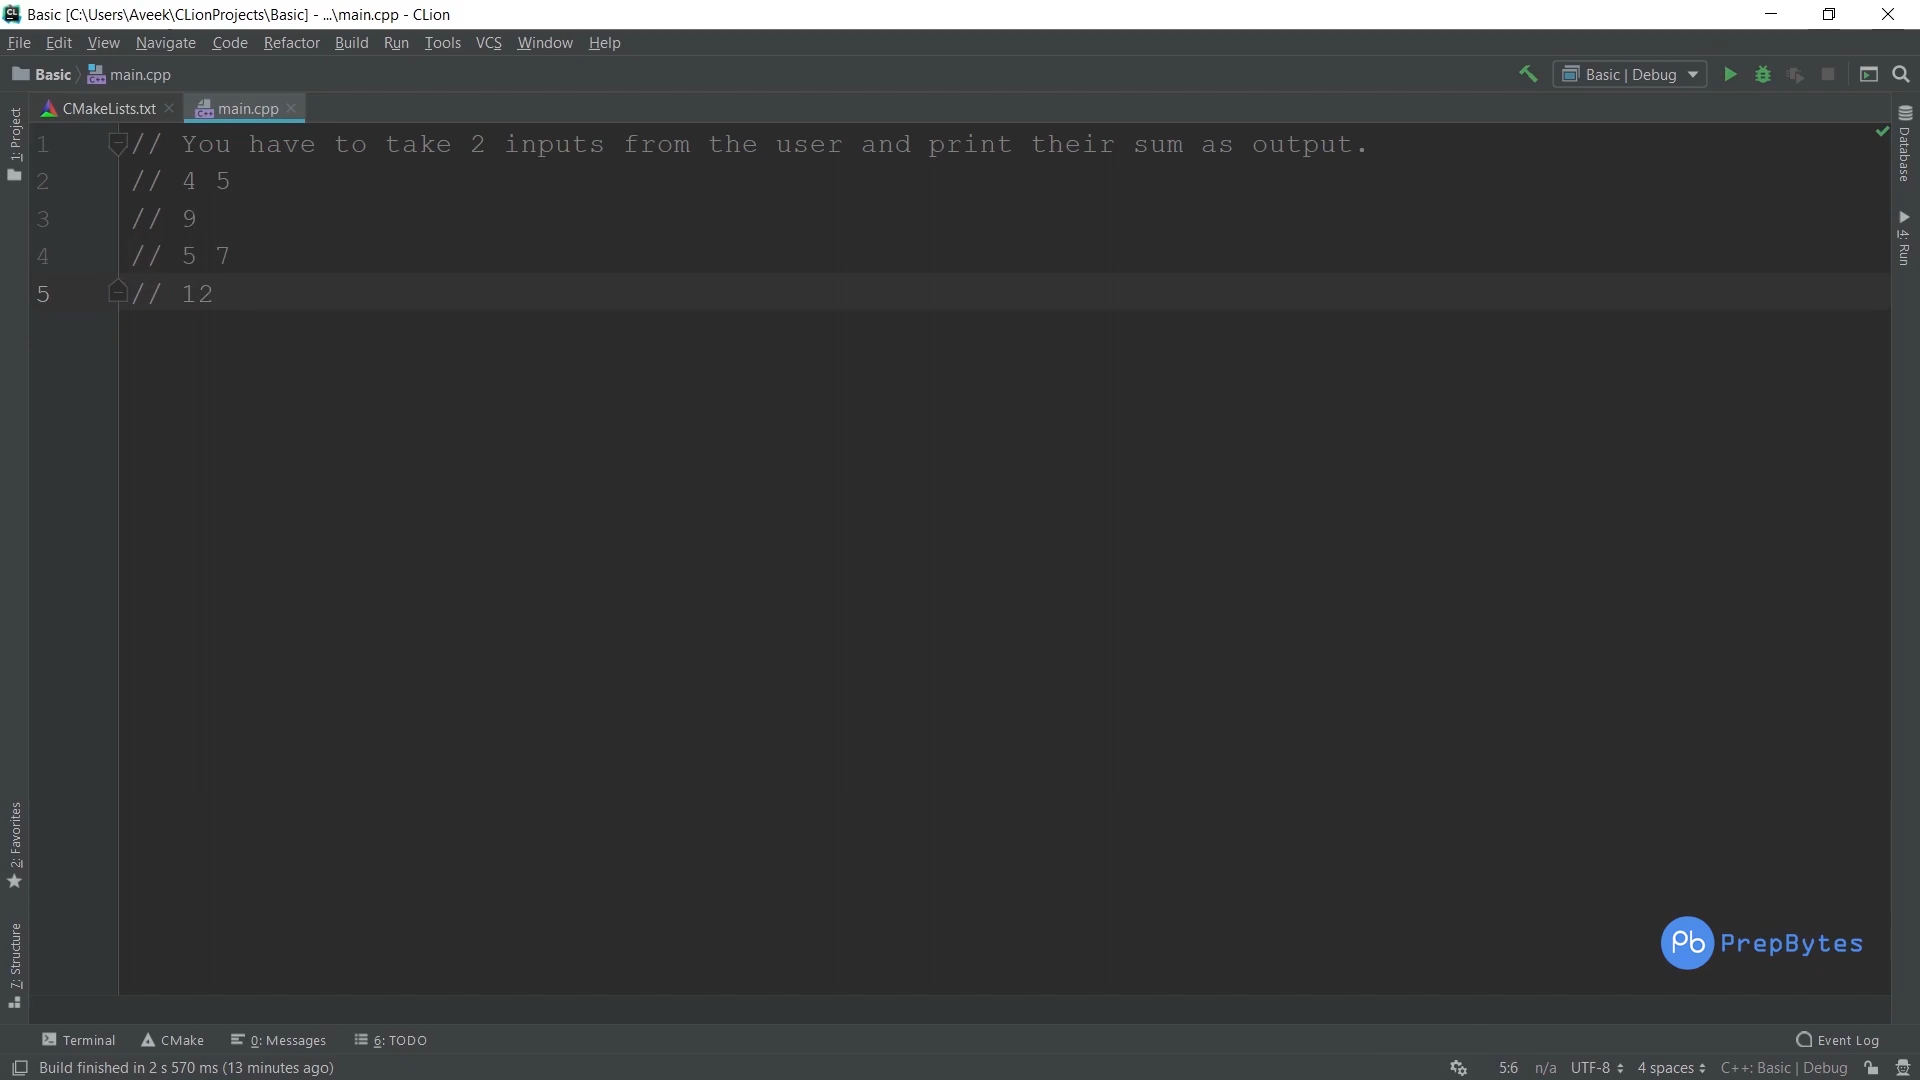 CL Basic [C:\Users\Aveek\CLionProjects\Basic] - ...\main.cpp - CLion
File Edit View Navigate Code Refactor Build Run Tools VCS Window Help
Basic main.cpp
Basic | Debug
CMakeLists.txt main.cpp
1: Project
Database
4: Run
1 // You have to take 2 inputs from the user and print their sum as output.
2 // 4 5
3 // 9
4 // 5 7
5 // 12
2: Favorites
7: Structure
Pb PrepBytes
Terminal CMake 0: Messages 6: TODO Event Log
Build finished in 2 s 570 ms (13 minutes ago) 5:6 n/a UTF-8 4 spaces C++: Basic | Debug